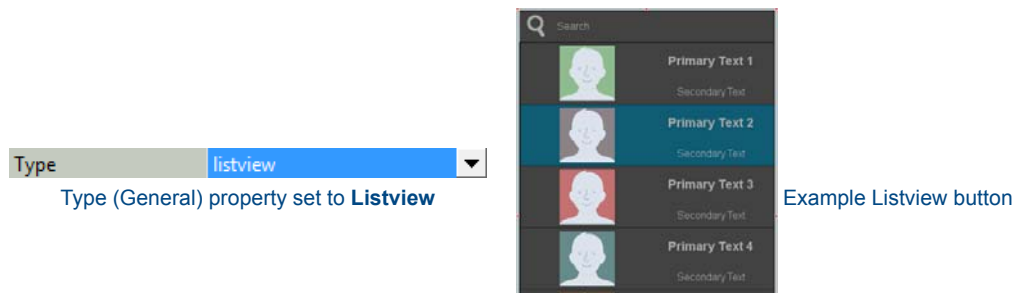 Search
Primary Text 1
Secondary Text
Primary Text 2
Secondary Text
Type listview
Type (General) property set to Listview
Primary Text 3
Secondary Text
Example Listview button
Primary Text 4
Secondary Text